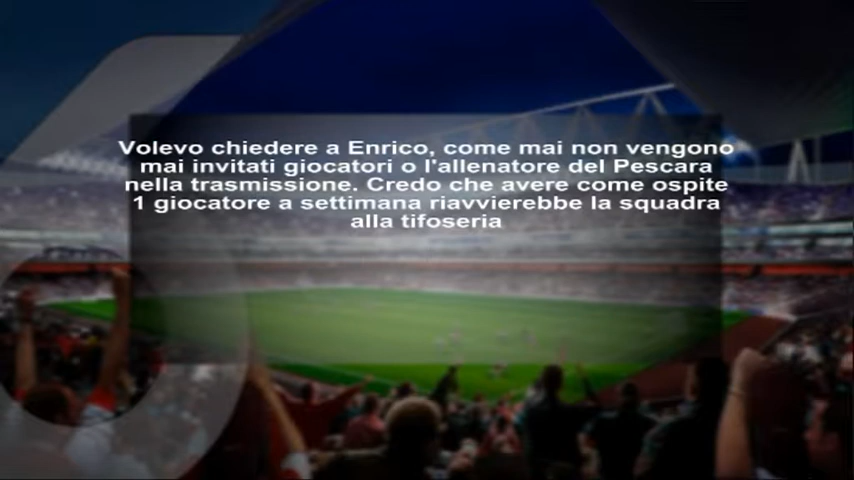 Volevo chiedere a Enrico, come mai non vengono
mai invitati giocatori o l'allenatore del Pescara
nella trasmissione. Credo che avere come ospite
1 giocatore a settimana riavvierebbe la squadra
alla tifoseria